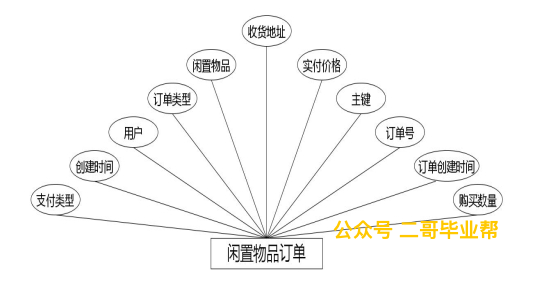 收货地址
闲置物品
实付价格
订单类型
主键
用户
订单号
创建时间
订单创建时间
支付类型
购买数量
公众号 二哥毕业帮
闲置物品订单